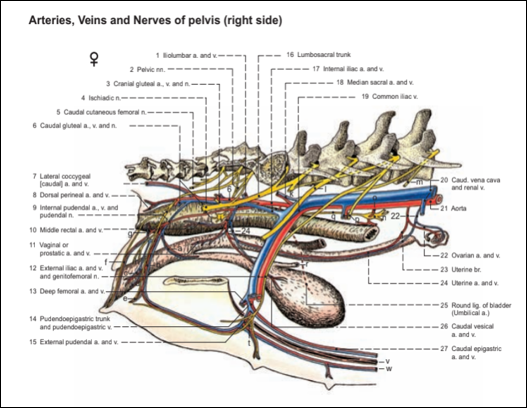 Arteries, Veins and Nerves of pelvis (right side)
♀
1 Iliolumbar a. and v.
2 Pelvic nn.
3 Cranial gluteal a., v. and n.
4 Ischiadic n.
5 Caudal cutaneous femoral n.
6 Caudal gluteal a., v. and n.
16 Lumbosacral trunk
17 Internal iliac a. and v.
18 Median sacral a. and v.
19 Common iliac v.
7 Lateral coccygeal
[caudal] a. and v.
8 Dorsal perineal a. and v.
9 Internal pudendal a., v. and
pudendal n.
10 Middle rectal a. and v.
11 Vaginal or
prostatic a. and v.
12 External iliac a. and v.
and genitofemoral n.
13 Deep femoral a. and v.
14 Pudendoepigastric trunk
and pudendoepigastric v.
15 External pudendal a. and v.
20 Caud. vena cava
and renal v.
21 Aorta
22
22 Ovarian a. and v.
23 Uterine br.
24 Uterine a. and v.
24
25 Round lig. of bladder
(Umbilical a.)
26 Caudal vesical
a. and v.
27 Caudal epigastric
a. and v.
g
f
e
l
m
t
v
w